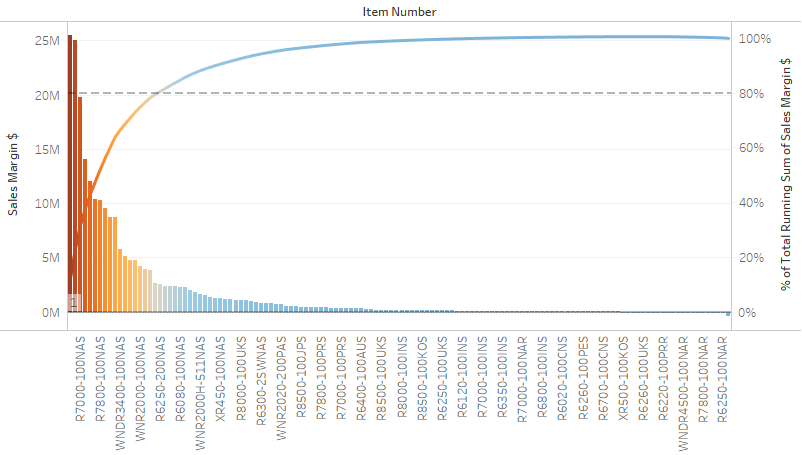 Item Number
25M
20M
15M
10M
5M
0M
Sales Margin $
100%
80%
60%
40%
20%
0%
% of Total Running Sum of Sales Margin $
1
R7000-100NAS
R7800-100NAS
WNDR3400-100NAS
WNR2000-100NAS
R6250-200NAS
R6080-100NAS
WNR2000H-511NAS
XR450-100NAS
R8000-100UKS
R6300-2SWNAS
WNR2020-200PAS
R8500-100JPS
R7800-100PRS
R7000-100PRS
R6400-100AUS
R8500-100UKS
R8000-100INS
R8500-100KOS
R6250-100UKS
R6120-100INS
R7000-100INS
R6350-100INS
R7000-100NAR
R6800-100INS
R6020-100CNS
R6260-100PES
R6700-100CNS
XR500-100KOS
R6260-100UKS
R6220-100PRR
WNDR4500-100NAR
R7800-100NAR
R6250-100NAR